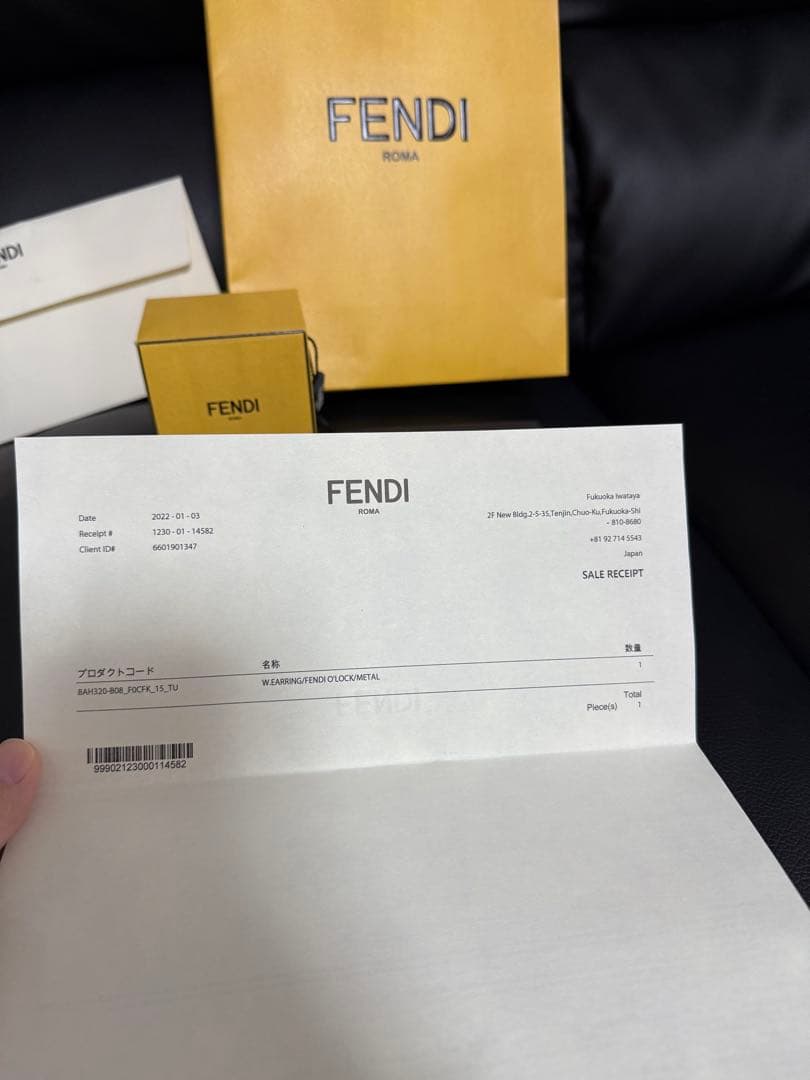 FENDI
ROMA
NDI
FENDI
ROMA
FENDI
ROMA
Date 2022-01-03
Receipt # 1230-01-14582
Client ID# 6601901347
Fukuoka Iwataya
2F New Bldg.2-5-35,Tenjin,Chuo-Ku,Fukuoka-Shi
- 810-8680
+81 92 714 5543
Japan
SALE RECEIPT
プロダクトコード 名称 数量
BAH320-B08_F0CFK_15_TU W.EARRING/FENDI O'LOCK/METAL 1
Total
Piece(s) 1
99902123000114582